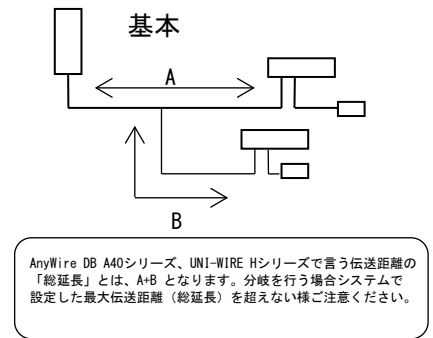 基本
A
B
AnyWire DB A40シリーズ、UNI-WIRE Hシリーズで言う伝送距離の
「総延長」とは、A+B となります。分岐を行う場合システムで
設定した最大伝送距離（総延長）を超えない様ご注意ください。